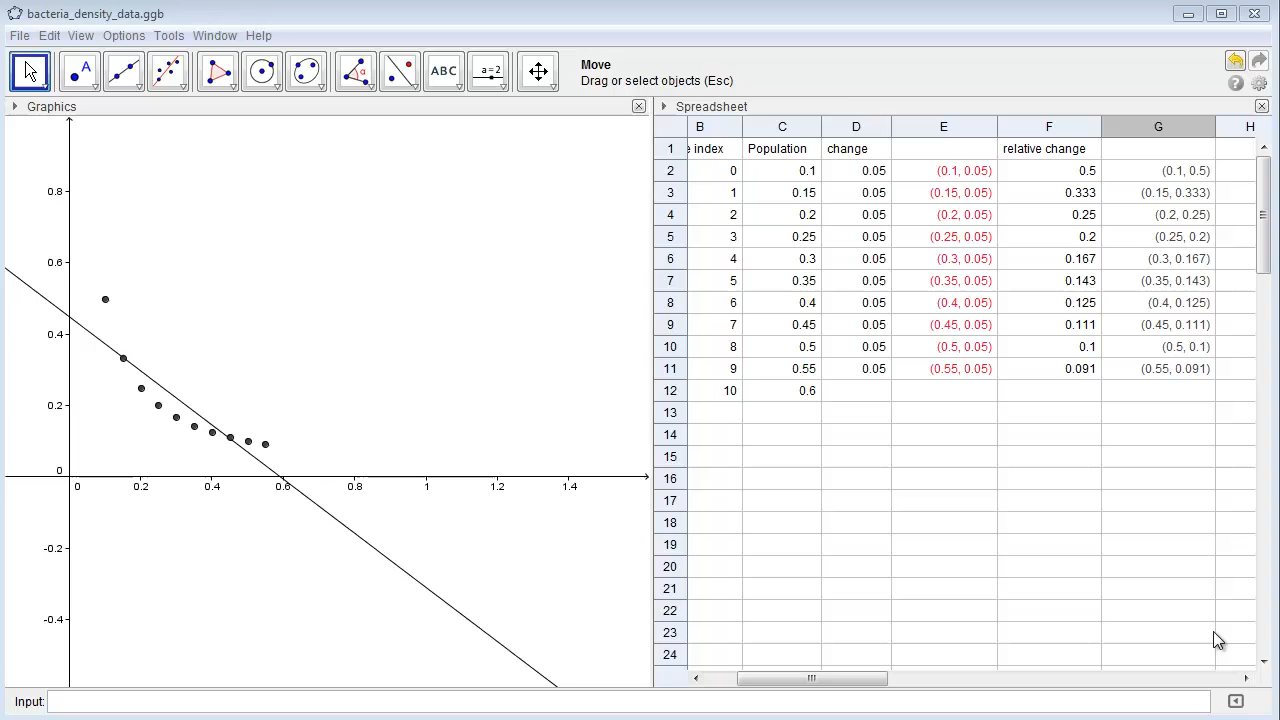 bacteria_density_data.ggb
File Edit View Options Tools Window Help
A
α
ABC
a=2
Move
Drag or select objects (Esc)
?
Graphics
0.8
0.6
0.4
0.2
0
-0.2
-0.4
0 0.2 0.4 0.6 0.8 1 1.2 1.4
Spreadsheet
B C D E F G H
1 e index Population change relative change
2 0 0.1 0.05 (0.1, 0.05) 0.5 (0.1, 0.5)
3 1 0.15 0.05 (0.15, 0.05) 0.333 (0.15, 0.333)
4 2 0.2 0.05 (0.2, 0.05) 0.25 (0.2, 0.25)
5 3 0.25 0.05 (0.25, 0.05) 0.2 (0.25, 0.2)
6 4 0.3 0.05 (0.3, 0.05) 0.167 (0.3, 0.167)
7 5 0.35 0.05 (0.35, 0.05) 0.143 (0.35, 0.143)
8 6 0.4 0.05 (0.4, 0.05) 0.125 (0.4, 0.125)
9 7 0.45 0.05 (0.45, 0.05) 0.111 (0.45, 0.111)
10 8 0.5 0.05 (0.5, 0.05) 0.1 (0.5, 0.1)
11 9 0.55 0.05 (0.55, 0.05) 0.091 (0.55, 0.091)
12 10 0.6
13
14
15
16
17
18
19
20
21
22
23
24
Input: